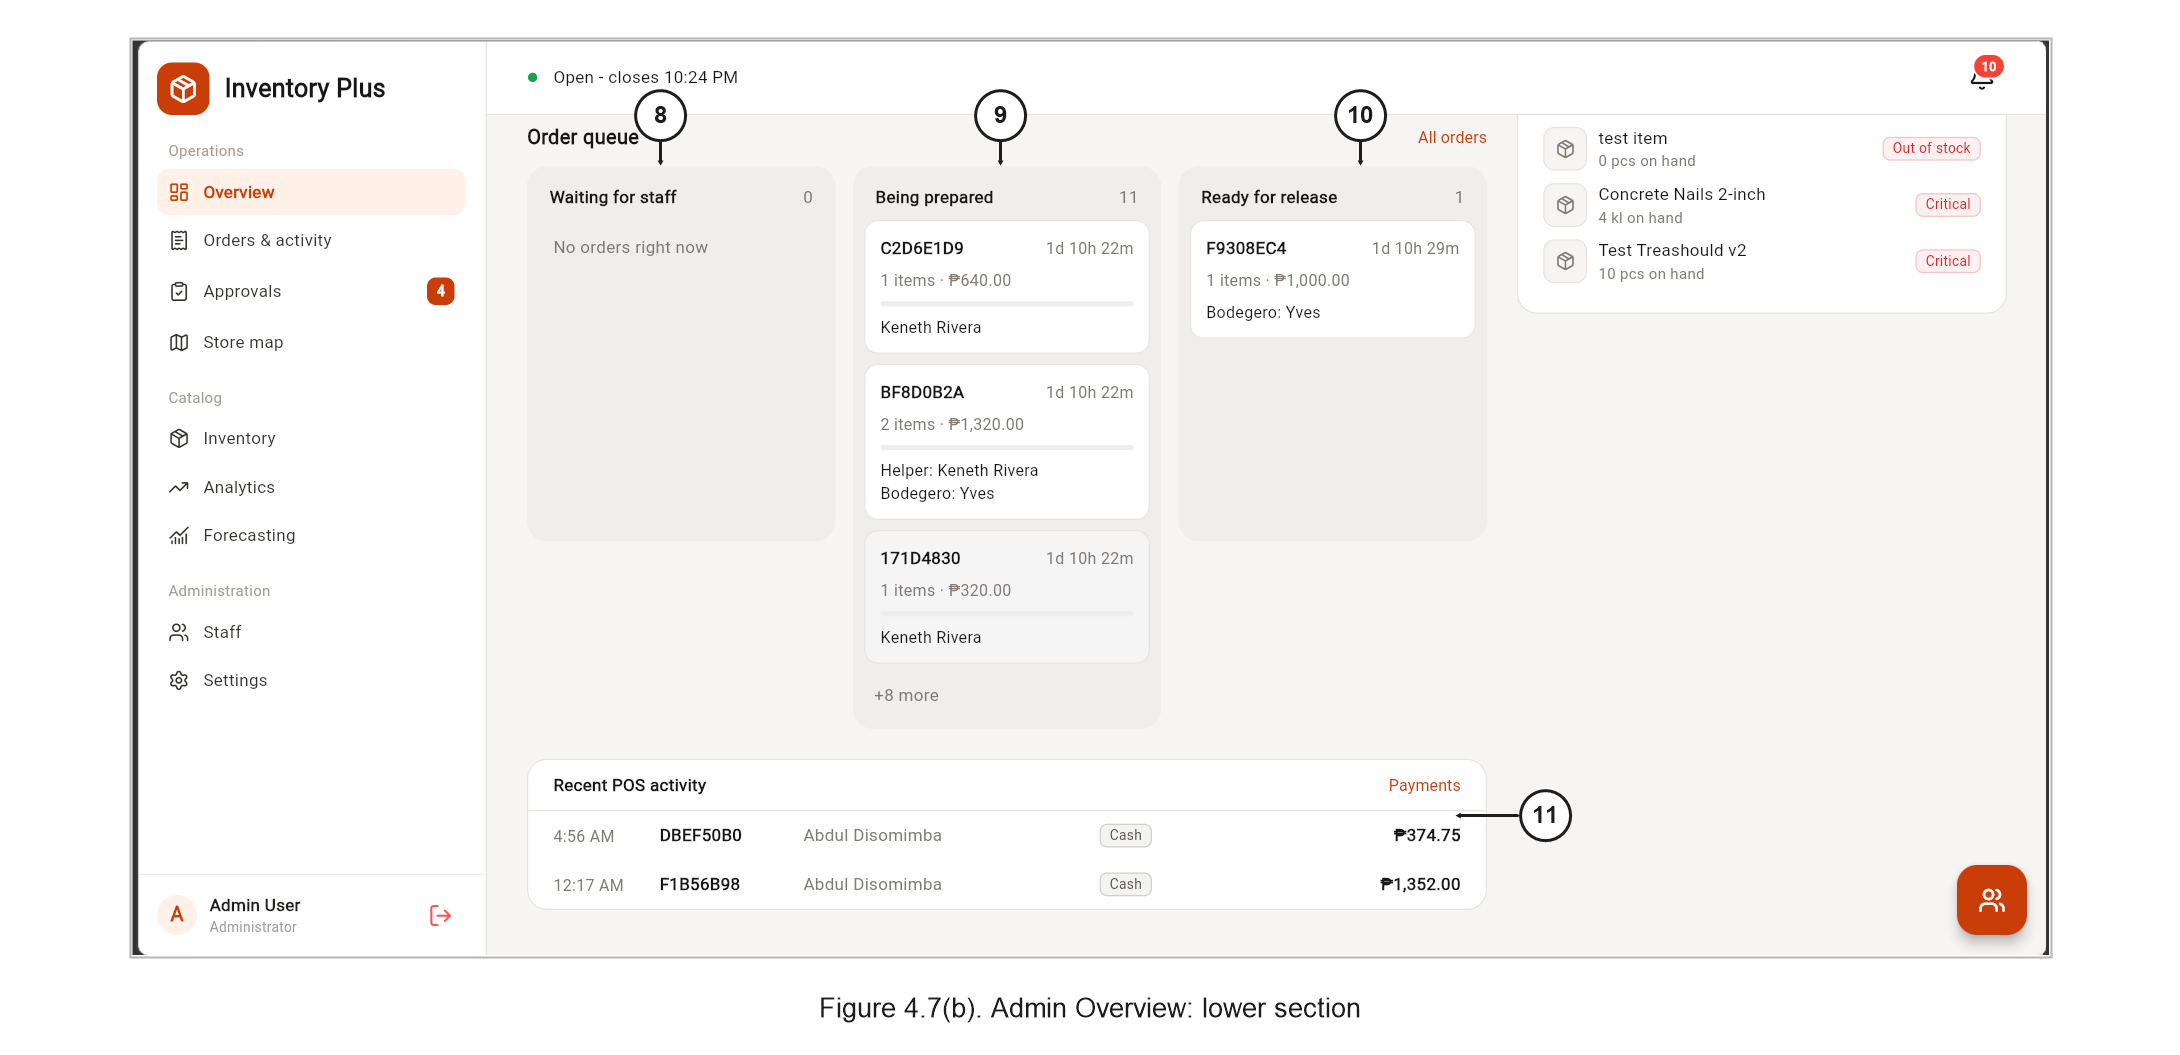 Inventory Plus
Operations
Overview
Orders & activity
Approvals 4
Store map
Catalog
Inventory
Analytics
Forecasting
Administration
Staff
Settings
A
Admin User
Administrator
Open - closes 10:24 PM
10
8
9
10
Order queue
All orders
Waiting for staff 0
No orders right now
Being prepared 11
C2D6E1D9 1d 10h 22m
1 items · ₱640.00
Keneth Rivera
BF8D0B2A 1d 10h 22m
2 items · ₱1,320.00
Helper: Keneth Rivera
Bodegero: Yves
171D4830 1d 10h 22m
1 items · ₱320.00
Keneth Rivera
+8 more
Ready for release 1
F9308EC4 1d 10h 29m
1 items · ₱1,000.00
Bodegero: Yves
test item
0 pcs on hand
Out of stock
Concrete Nails 2-inch
4 kl on hand
Critical
Test Treashould v2
10 pcs on hand
Critical
Recent POS activity Payments
11
4:56 AM DBEF50B0 Abdul Disomimba Cash ₱374.75
12:17 AM F1B56B98 Abdul Disomimba Cash ₱1,352.00
Figure 4.7(b). Admin Overview: lower section